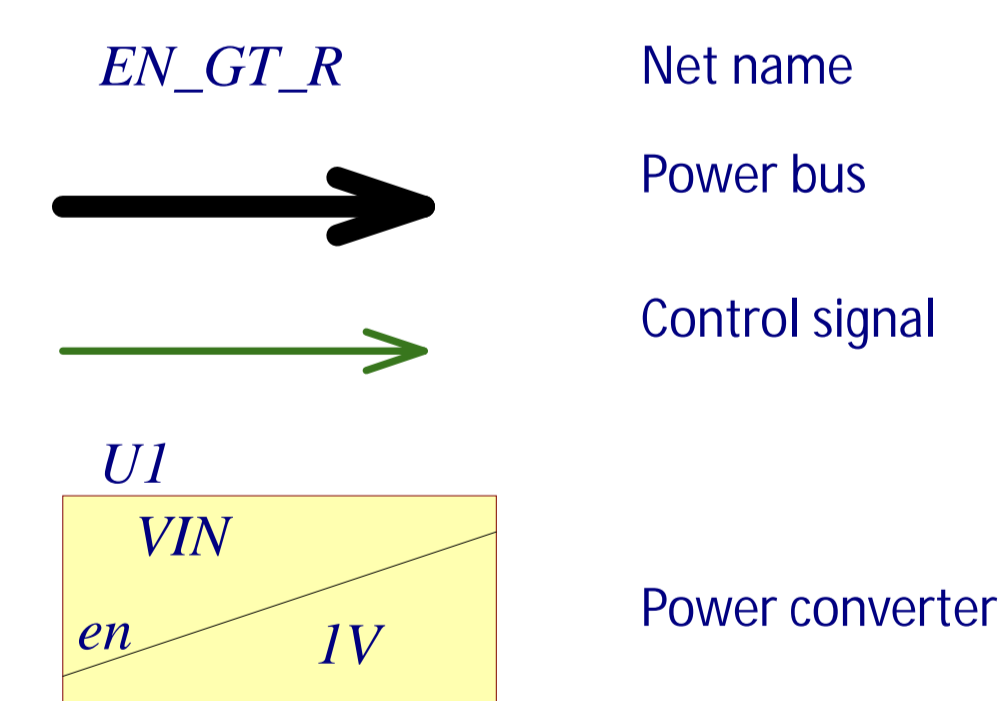 EN_GT_R Net name
Power bus
Control signal
U1
VIN
en 1V
Power converter